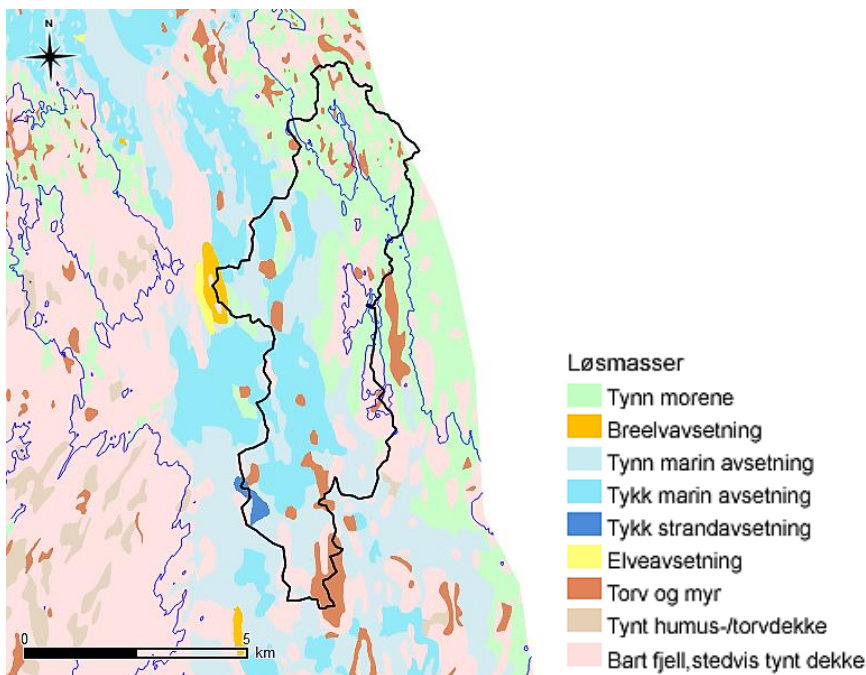 N
Løsmasser
Tynn morene
Breelvavsetning
Tynn marin avsetning
Tykk marin avsetning
Tykk strandavsetning
Elveavsetning
Torv og myr
Tynt humus-/torvdekke
Bart fjell,stedvis tynt dekke
0 5
km